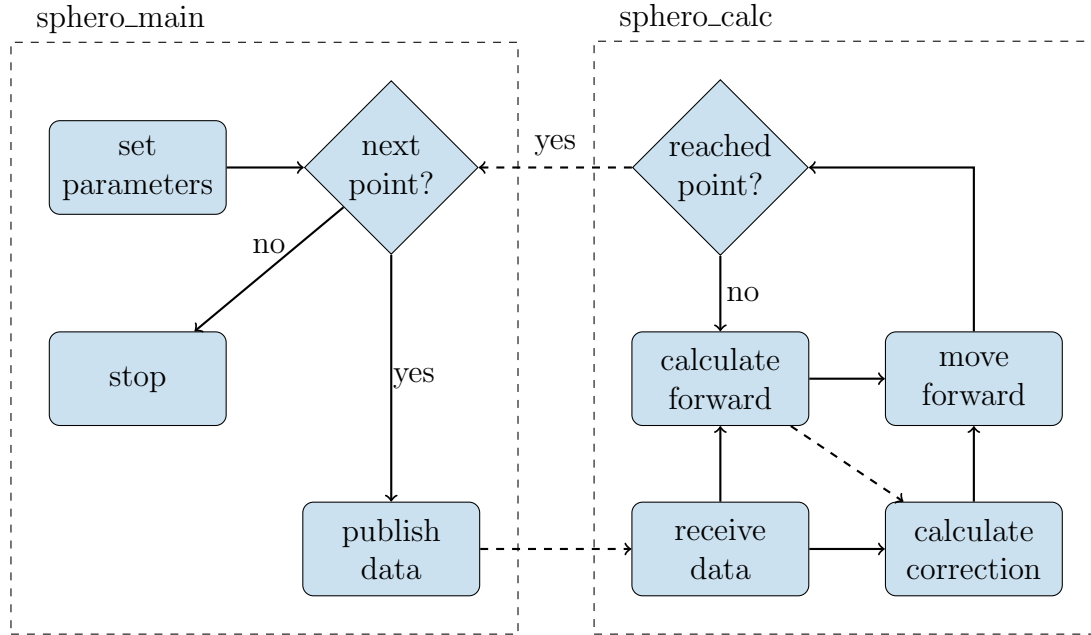 sphero_main
set
parameters
next
point?
no
stop
yes
publish
data
yes
sphero_calc
reached
point?
no
calculate
forward
move
forward
receive
data
calculate
correction